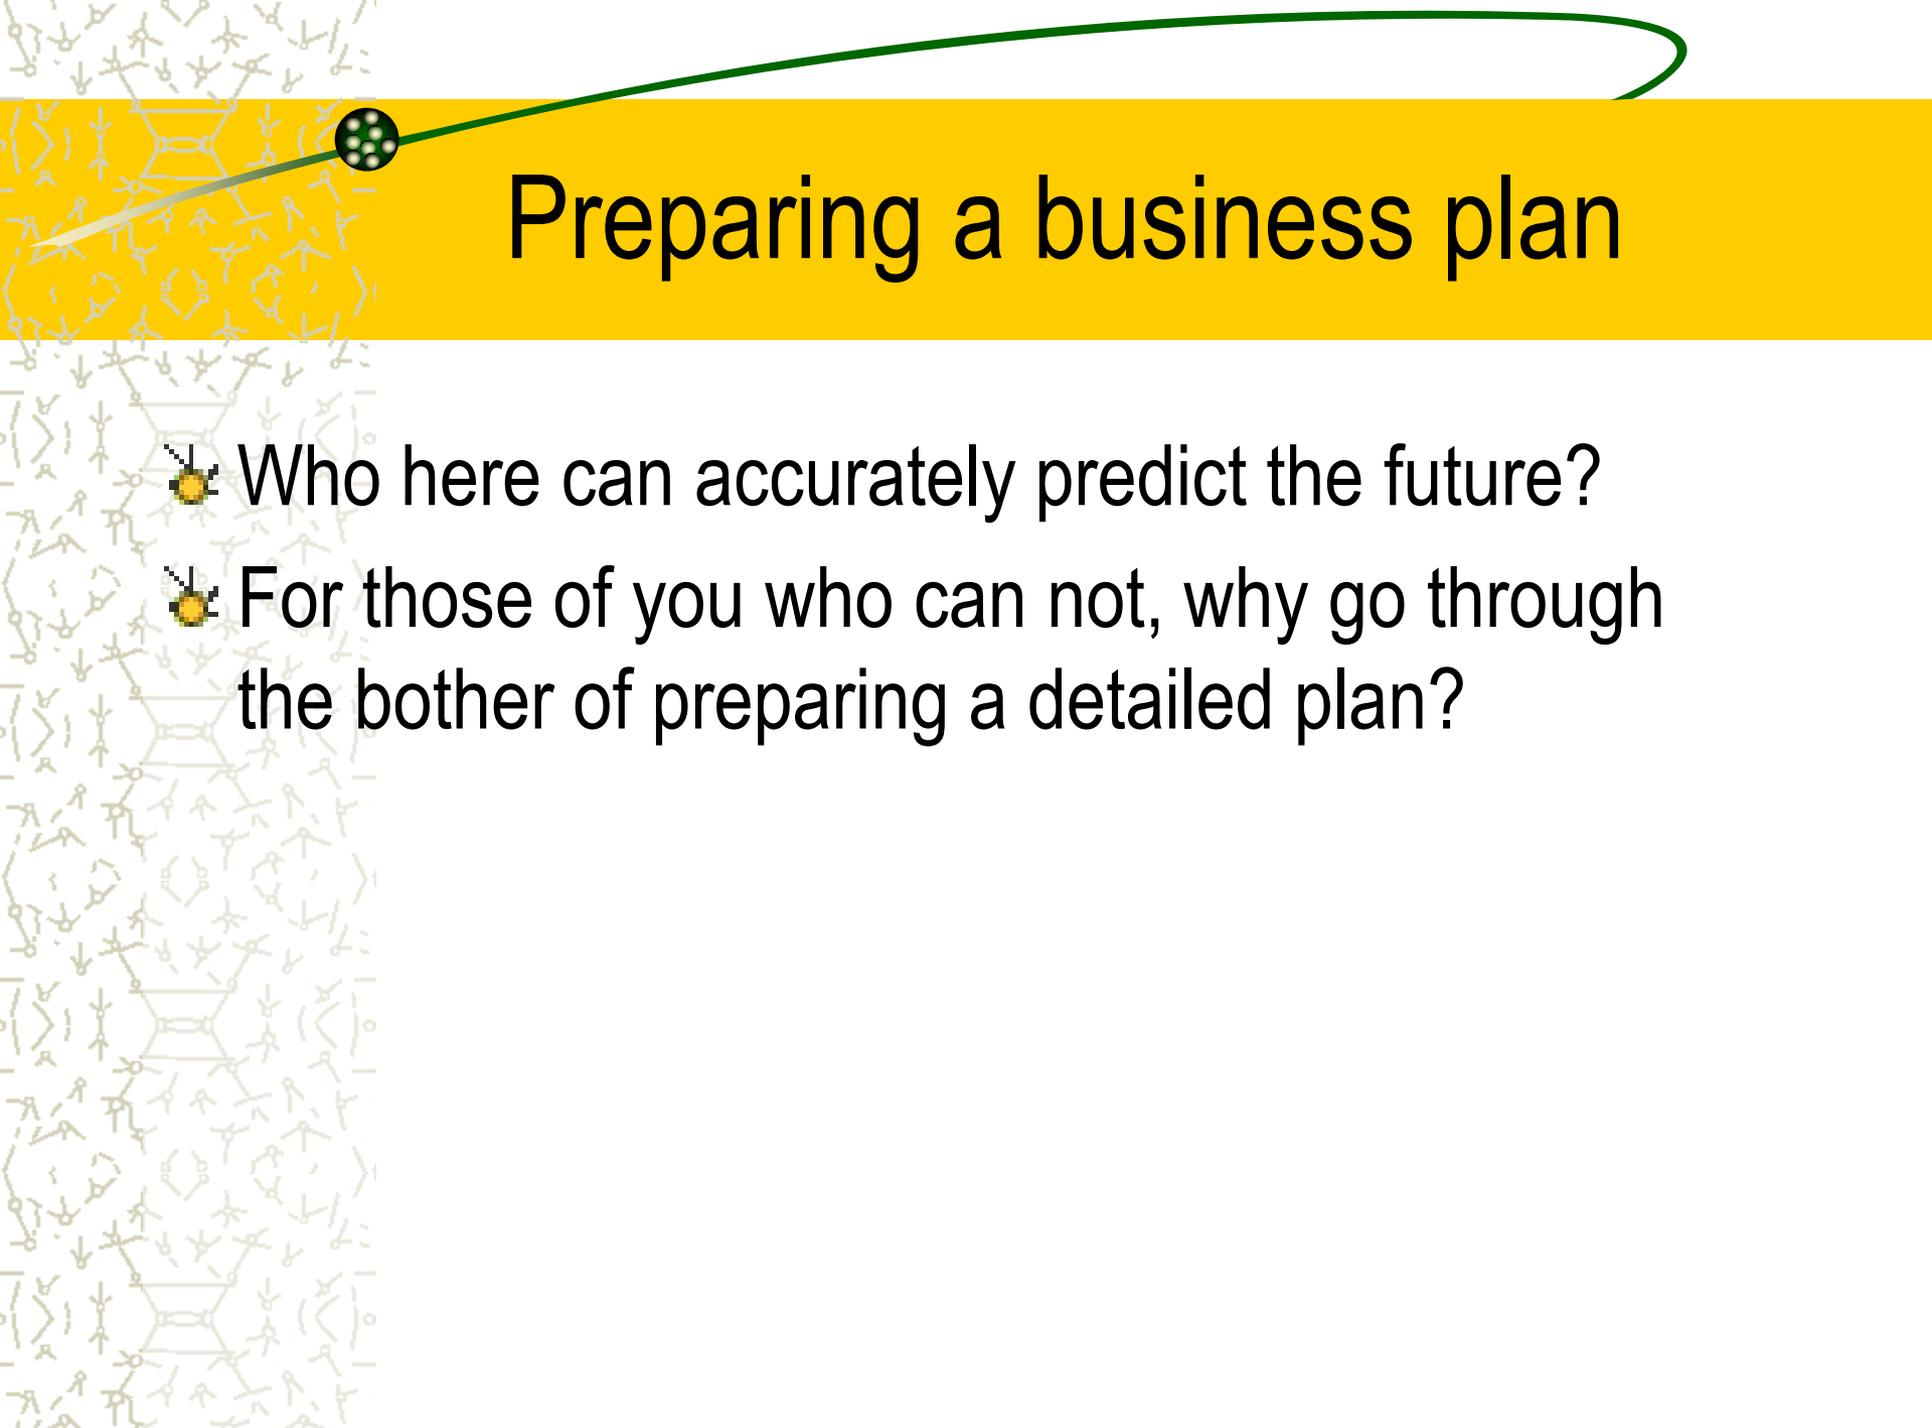 Preparing a business plan
Who here can accurately predict the future?
For those of you who can not, why go through
the bother of preparing a detailed plan?